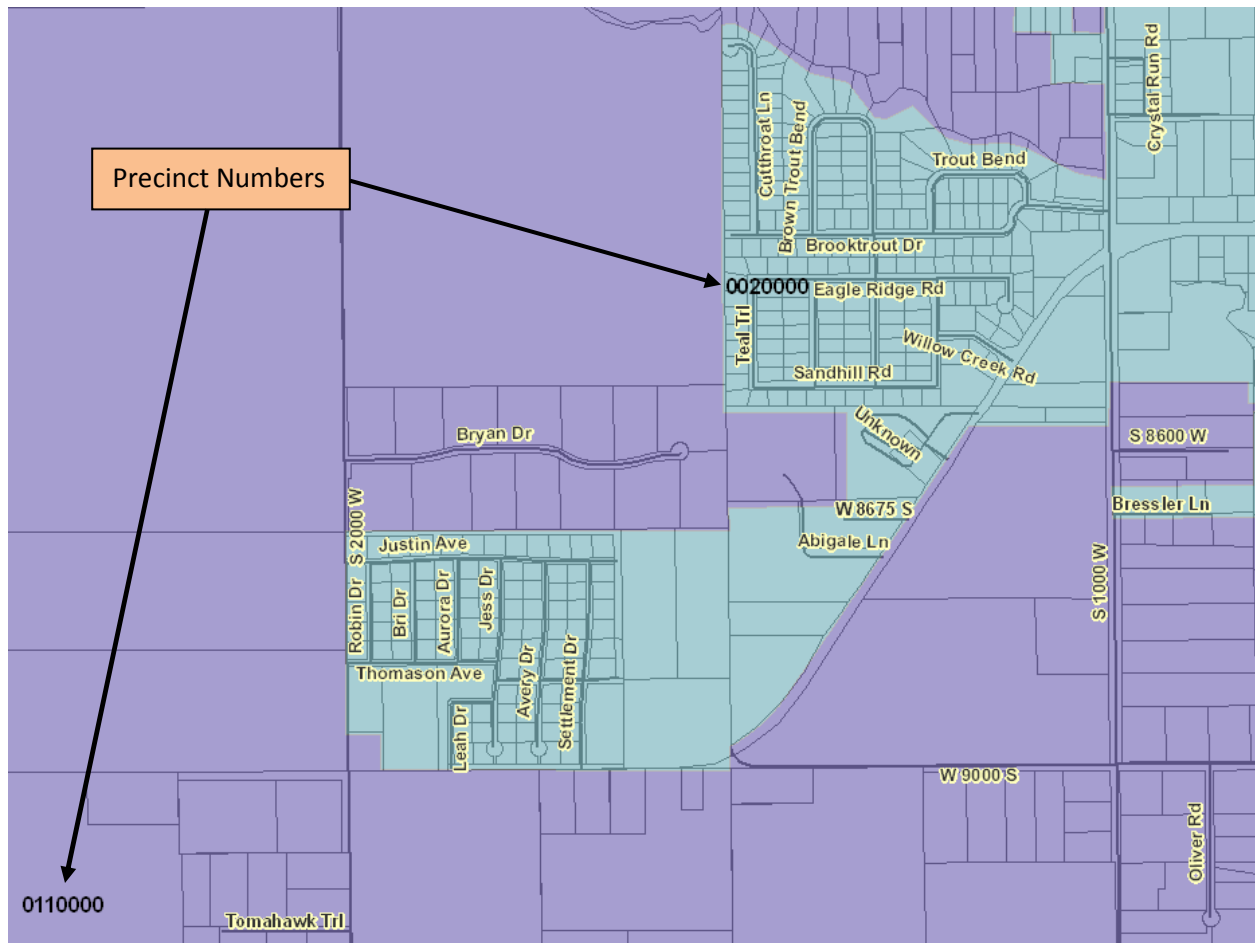 Crystal Run Rd
Cutthroat Ln
Brown Trout Bend
Trout Bend
Precinct Numbers
Brooktrout Dr
0020000
Eagle Ridge Rd
Teal Trl
Willow Creek Rd
Sandhill Rd
Bryan Dr
Unknown
S 8600 W
S 2000 W
W 8675 S
Bressler Ln
Justin Ave
Abigale Ln
Robin Dr
Bri Dr
Aurora Dr
Jess Dr
S 1000 W
Thomason Ave
Avery Dr
Settlement Dr
Leah Dr
W 9000 S
Oliver Rd
0110000
Tomahawk Trl